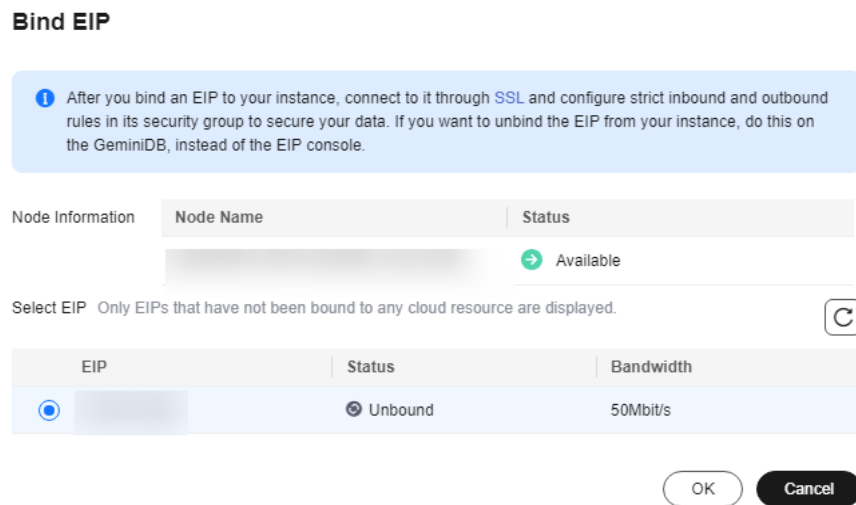 Bind EIP
After you bind an EIP to your instance, connect to it through SSL and configure strict inbound and outbound
rules in its security group to secure your data. If you want to unbind the EIP from your instance, do this on
the GeminiDB, instead of the EIP console.
Node Information Node Name Status
Available
Select EIP Only EIPs that have not been bound to any cloud resource are displayed.
EIP Status Bandwidth
Unbound 50Mbit/s
OK Cancel